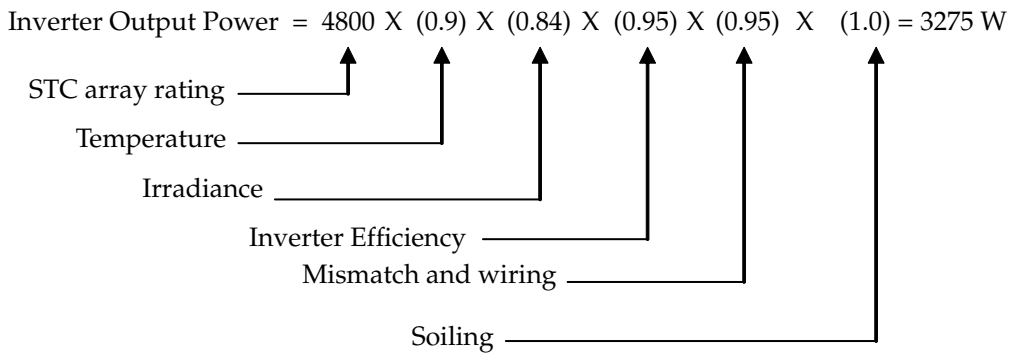 Inverter Output Power = 4800 X (0.9) X (0.84) X (0.95) X (0.95) X (1.0) = 3275 W
STC array rating
Temperature
Irradiance
Inverter Efficiency
Mismatch and wiring
Soiling